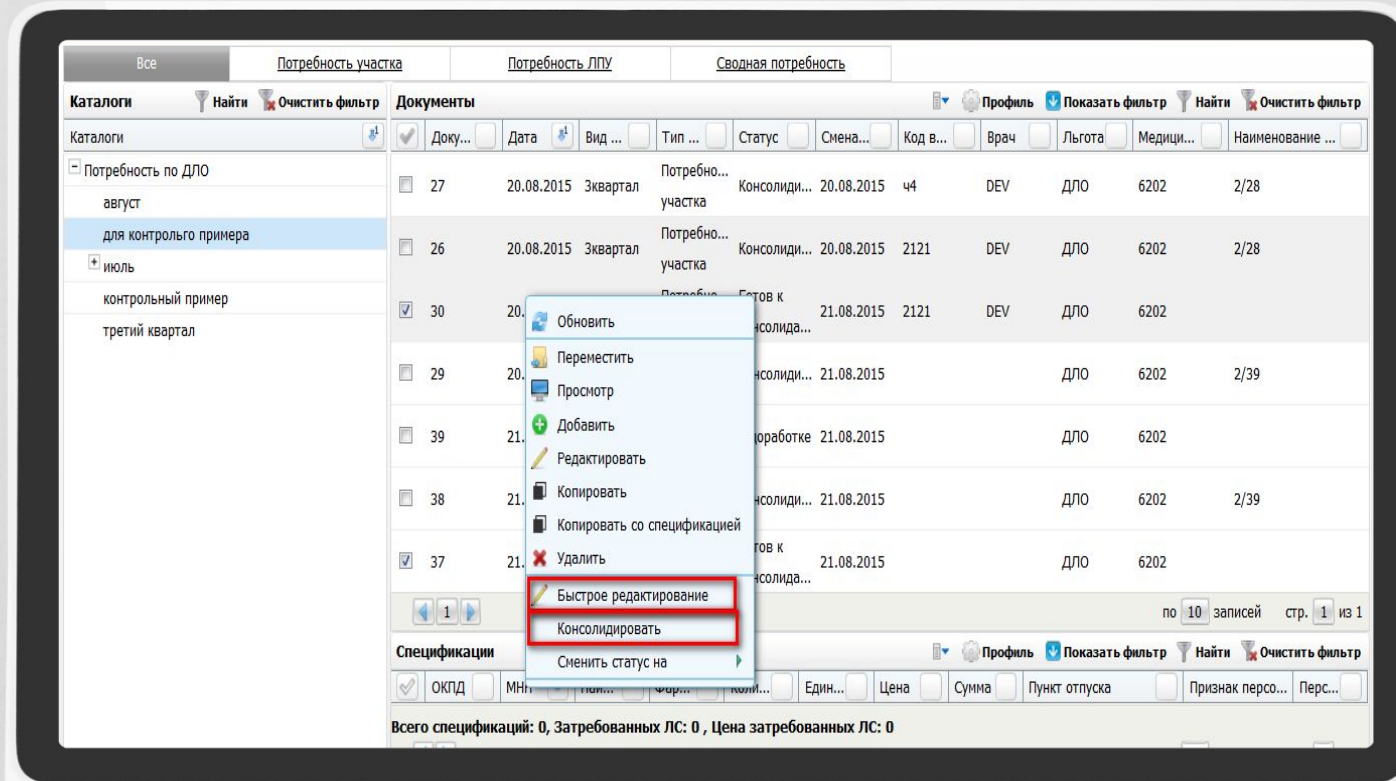 Все Потребность участка Потребность ЛПУ Сводная потребность
Каталоги Найти Очистить фильтр Документы Профиль Показать фильтр Найти Очистить фильтр
Каталоги 1 Доку... Дата 1 Вид ... Тип ... Статус Смена... Код в... Врач Льгота Медици... Наименование ...
Потребность по ДЛО
август
для контрольго примера
июль
контрольный пример
третий квартал
27 20.08.2015 3квартал Потребно... участка Консолиди... 20.08.2015 ч4 DEV ДЛО 6202 2/28
26 20.08.2015 3квартал Потребно... участка Консолиди... 20.08.2015 2121 DEV ДЛО 6202 2/28
30 20. 21.08.2015 2121 DEV ДЛО 6202
29 20. 21.08.2015 ДЛО 6202 2/39
39 21. 21.08.2015 ДЛО 6202
38 21. 21.08.2015 ДЛО 6202 2/39
37 21. 21.08.2015 ДЛО 6202
Обновить
Переместить
Просмотр
Добавить
Редактировать
Копировать
Копировать со спецификацией
Удалить
Быстрое редактирование
Консолидировать
Сменить статус на
1 по 10 записей стр. 1 из 1
Спецификации Профиль Показать фильтр Найти Очистить фильтр
ОКПД Един... Цена Сумма Пункт отпуска Признак персо... Перс...
Всего спецификаций: 0, Затребованных ЛС: 0 , Цена затребованных ЛС: 0